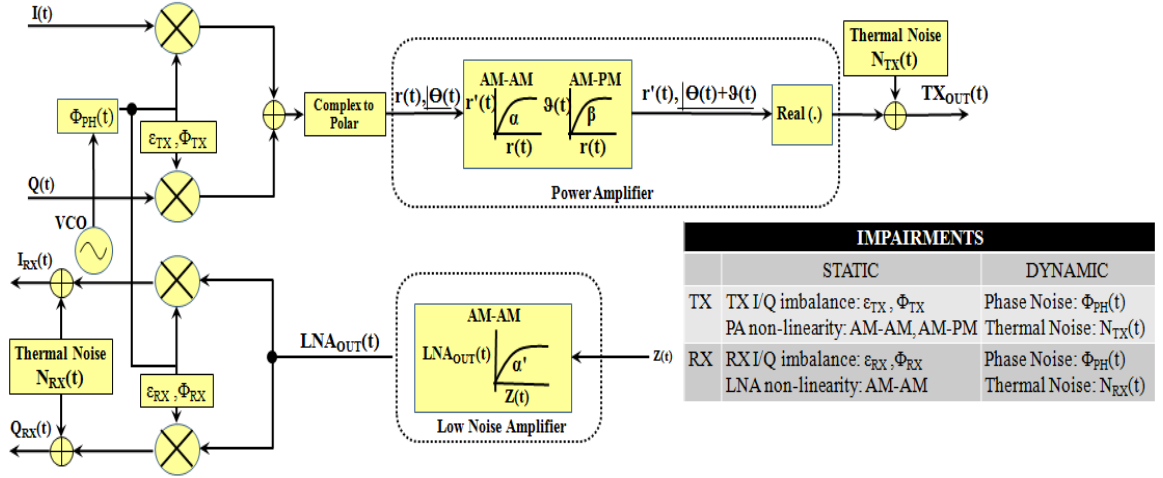 I(t)
Φ_PH(t)
ε_TX ,Φ_TX
Q(t)
VCO
Complex to
Polar
r(t),|ϴ(t)
AM-AM
r'(t)
α
r(t)
AM-PM
ϑ(t)
β
r(t)
r'(t), |ϴ(t)+ϑ(t)
Real (.)
Power Amplifier
Thermal Noise
N_TX(t)
TX_OUT(t)
I_RX(t)
Thermal Noise
N_RX(t)
Q_RX(t)
ε_RX ,Φ_RX
LNA_OUT(t)
AM-AM
LNA_OUT(t)
α'
Z(t)
Low Noise Amplifier
Z(t)
IMPAIRMENTS
STATIC DYNAMIC
TX TX I/Q imbalance: ε_TX , Φ_TX Phase Noise: Φ_PH(t)
PA non-linearity: AM-AM, AM-PM Thermal Noise: N_TX(t)
RX RX I/Q imbalance: ε_RX ,Φ_RX Phase Noise: Φ_PH(t)
LNA non-linearity: AM-AM Thermal Noise: N_RX(t)